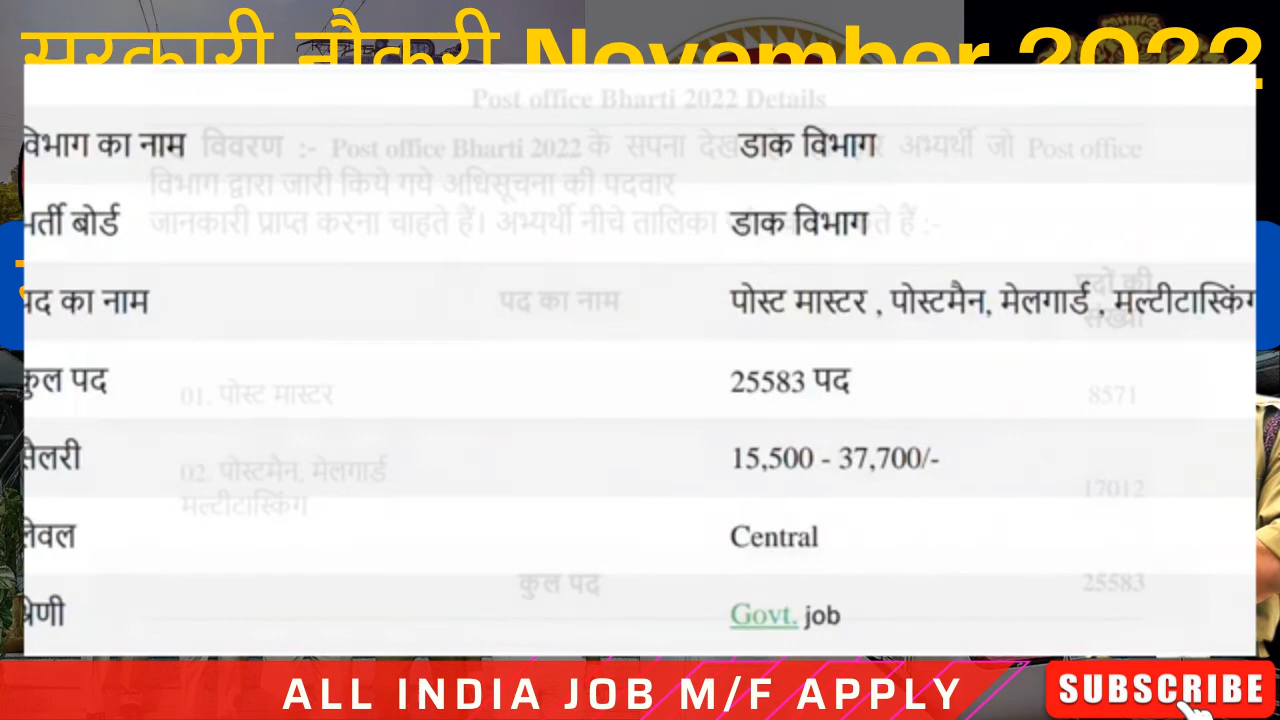 सरकारी नौकरी November 2022
Post office Bharti 2022 Details
विभाग का नाम डाक विभाग
विवरण :- Post office Bharti 2022 के सपना देख अभ्यर्थी जो Post office
विभाग द्वारा जारी किये गये अधिसूचना की पदवार
भर्ती बोर्ड डाक विभाग
जानकारी प्राप्त करना चाहते हैं। अभ्यर्थी नीचे तालिका हैं :-
पद का नाम पोस्ट मास्टर , पोस्टमैन, मेलगार्ड , मल्टीटास्किंग
पद का नाम पदों की
संख्या
कुल पद 25583 पद
01. पोस्ट मास्टर 8571
सैलरी 15,500 - 37,700/-
02. पोस्टमैन, मेलगार्ड 17012
मल्टीटास्किंग
लेवल Central
कुल पद 25583
श्रेणी Govt. job
ALL INDIA JOB M/F APPLY
SUBSCRIBE